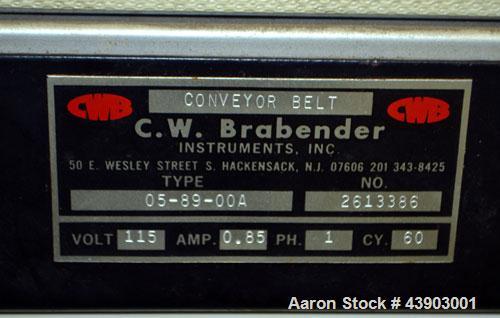 CWB CONVEYOR BELT CWB
C.W. Brabender
INSTRUMENTS, INC.
50 E. WESLEY STREET S. HACKENSACK, N.J. 07606 201 343-8425
TYPE NO.
05-89-00A 2613386
VOLT 115 AMP. 0.85 PH. 1 CY. 60
Aaron Stock # 43903001